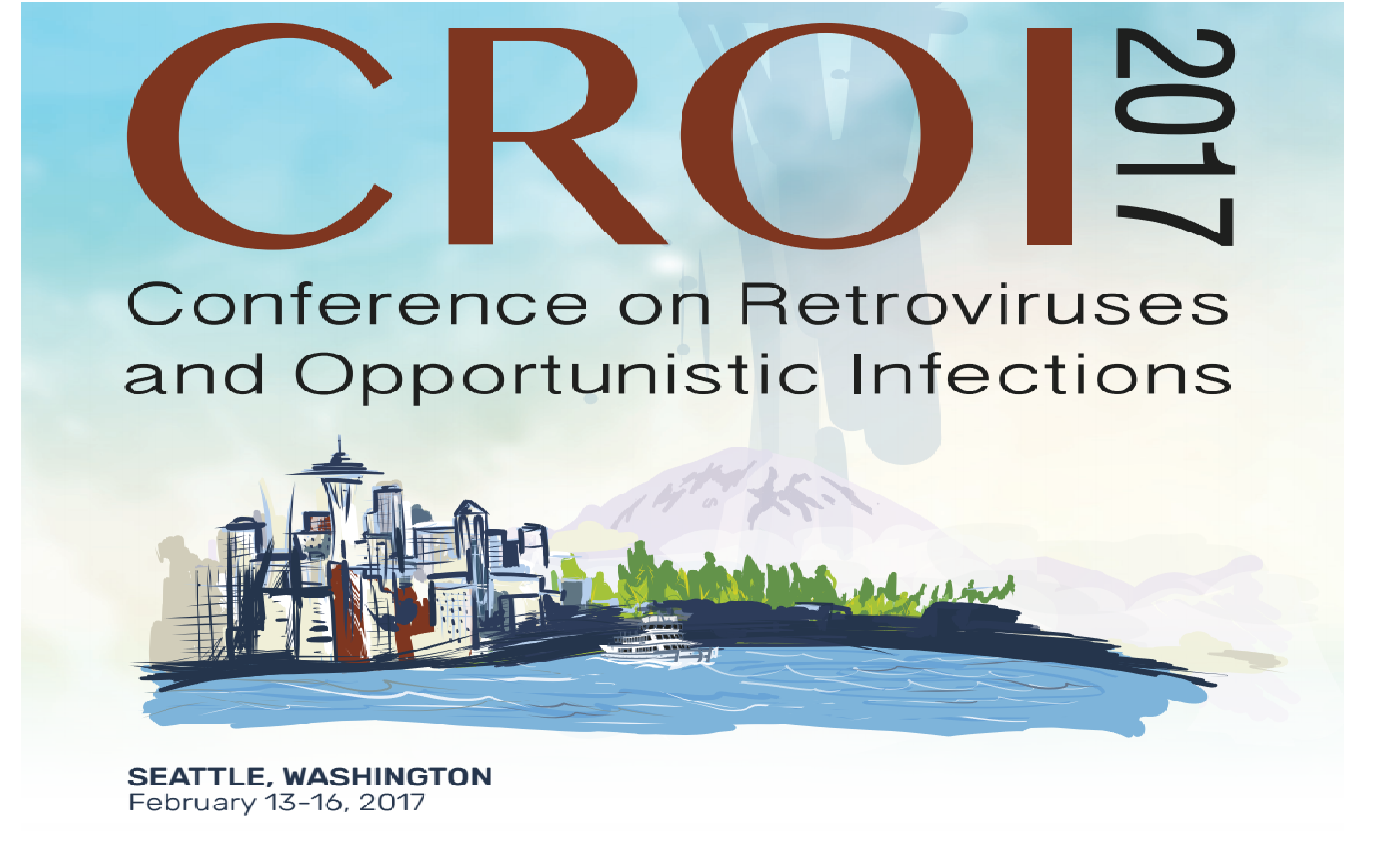 CROI 2017
Conference on Retroviruses
and Opportunistic Infections
SEATTLE, WASHINGTON
February 13-16, 2017